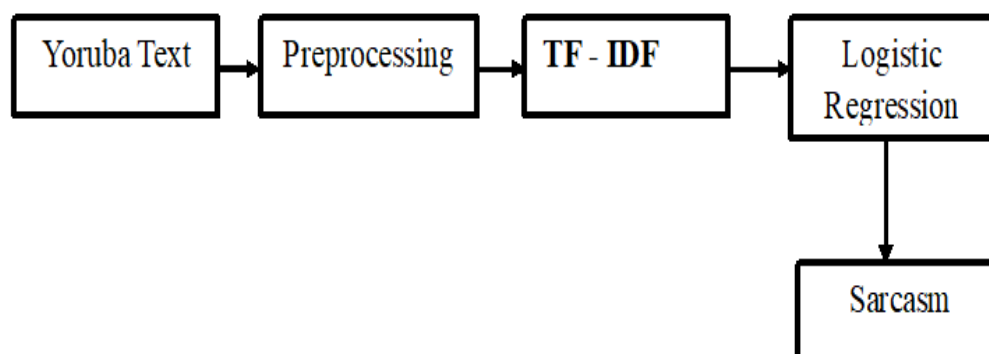 Yoruba Text
Preprocessing
TF - IDF
Logistic
Regression
Sarcasm